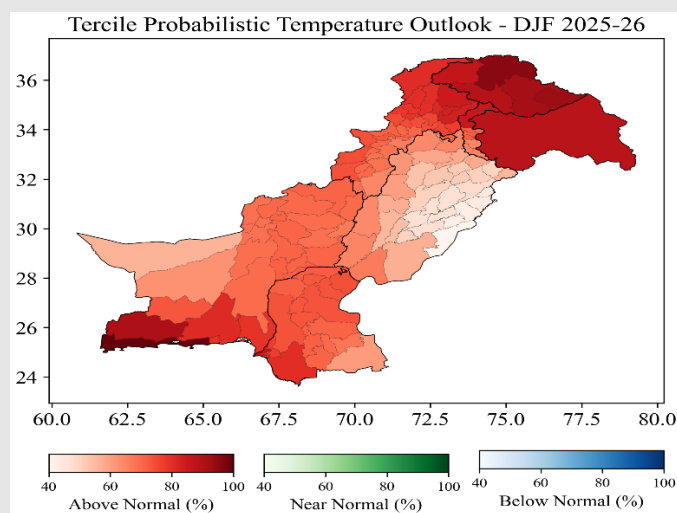 Tercile Probabilistic Temperature Outlook - DJF 2025-26
36
34
32
30
28
26
24
60.0 62.5 65.0 67.5 70.0 72.5 75.0 77.5 80.0
40 60 80 100 40 60 80 100 40 60 80 100
Above Normal (%) Near Normal (%) Below Normal (%)